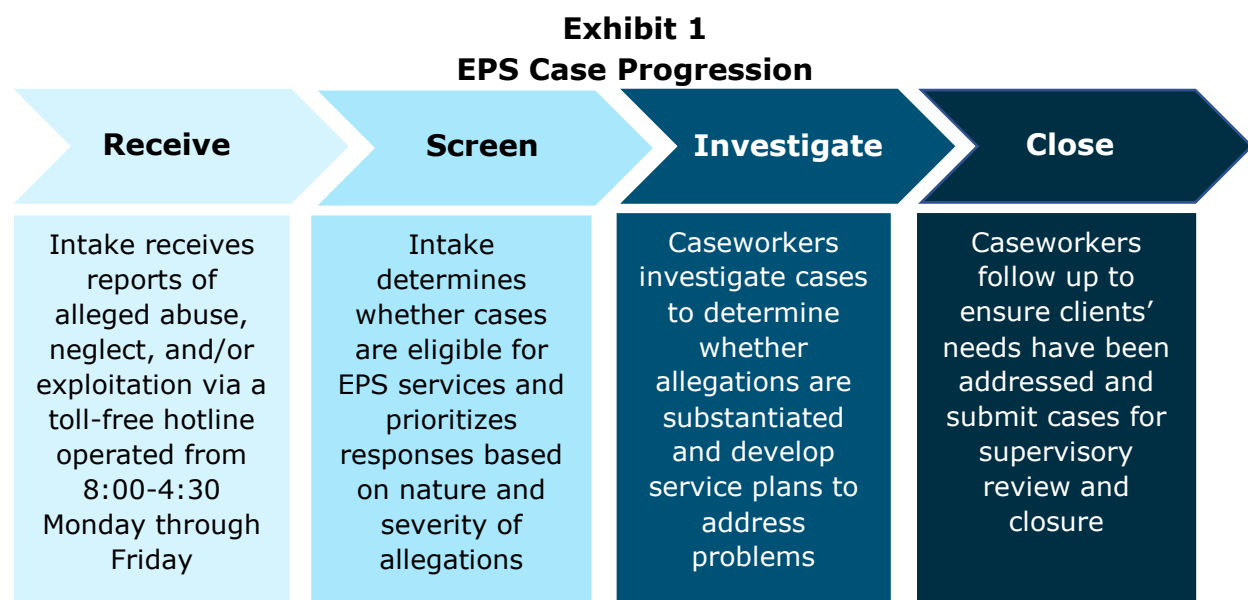 Exhibit 1
EPS Case Progression
Receive
Intake receives
reports of
alleged abuse,
neglect, and/or
exploitation via a
toll-free hotline
operated from
8:00-4:30
Monday through
Friday
Screen
Intake
determines
whether cases
are eligible for
EPS services and
prioritizes
responses based
on nature and
severity of
allegations
Investigate
Caseworkers
investigate cases
to determine
whether
allegations are
substantiated
and develop
service plans to
address
problems
Close
Caseworkers
follow up to
ensure clients’
needs have been
addressed and
submit cases for
supervisory
review and
closure